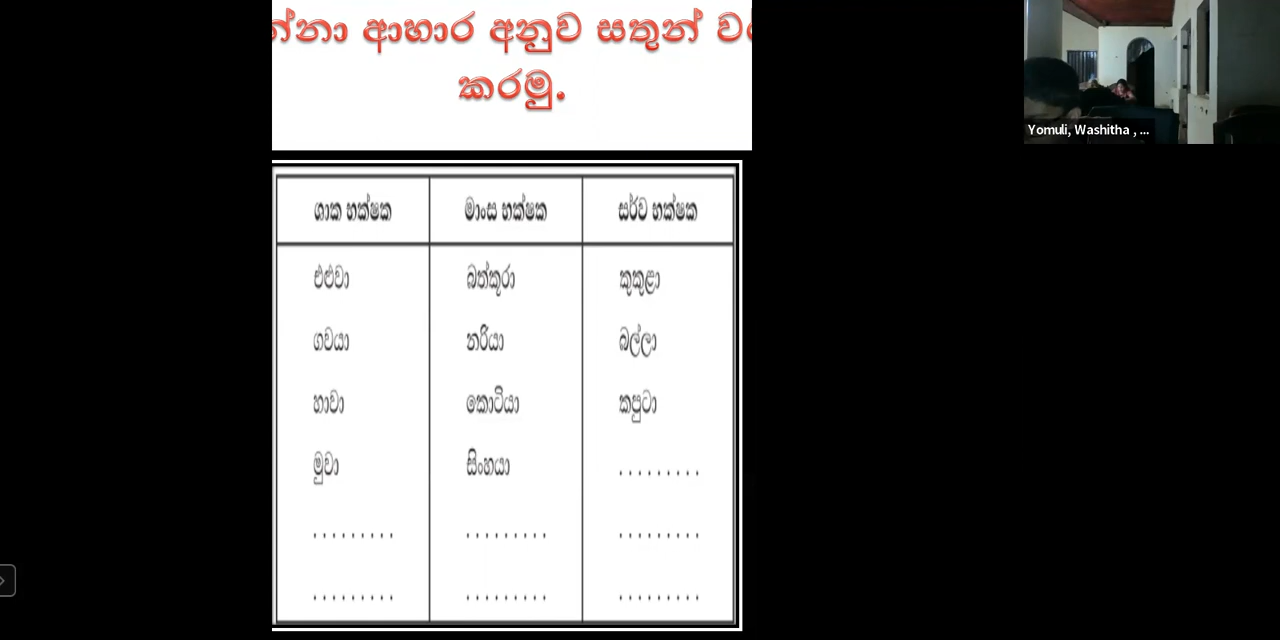 න්නා ආහාර අනුව සතුන් ව
කරමු.
Yomuli, Washitha , ...
ශාක භක්ෂක මාංස භක්ෂක සර්ව භක්ෂක
එළුවා බත්කූරා කුකුළා
ගවයා නරියා බල්ලා
හාවා කොටියා කපුටා
මුවා සිංහයා .........
......... ......... .........
......... ......... .........